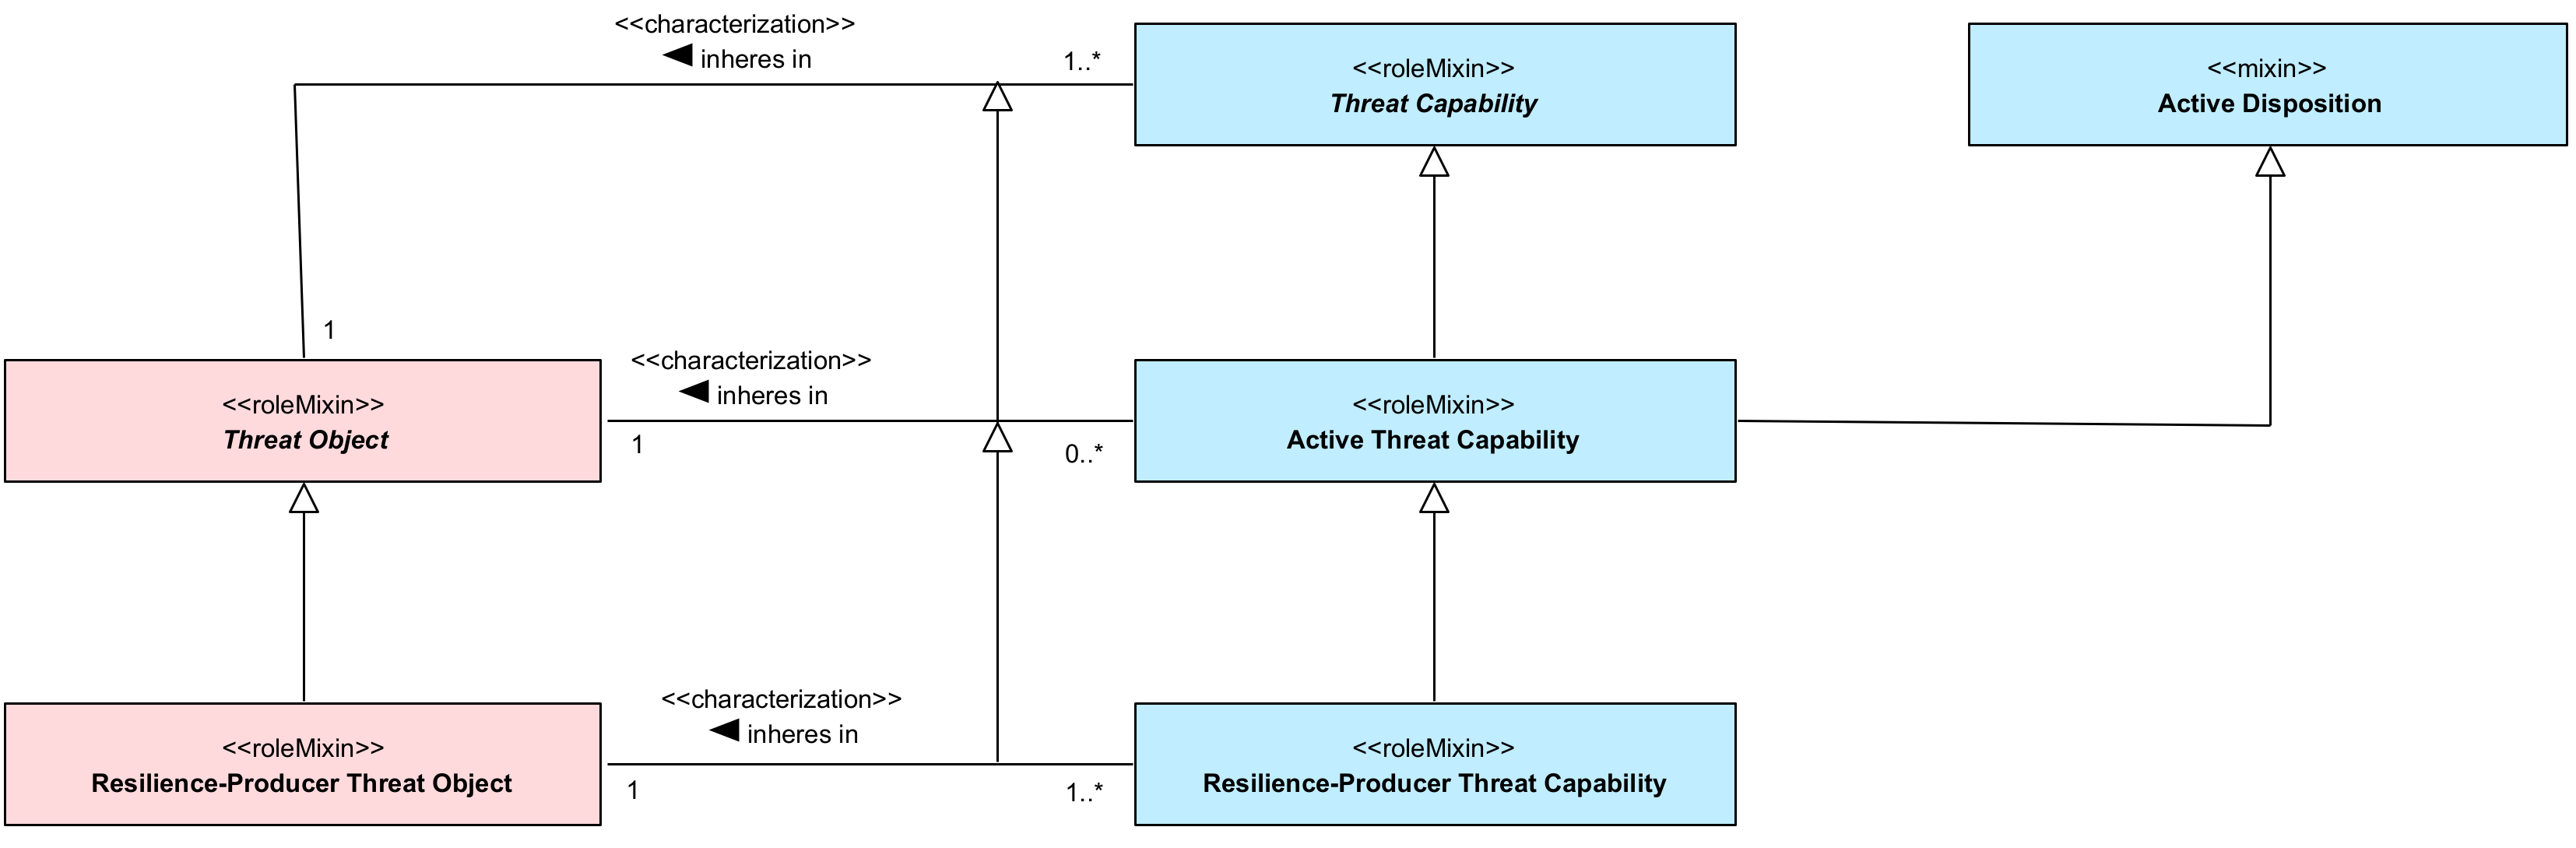 <<characterization>>
◀ inheres in
1..*
<<roleMixin>>
Threat Capability
<<mixin>>
Active Disposition
1
<<roleMixin>>
Threat Object
<<characterization>>
◀ inheres in
1
0..*
<<roleMixin>>
Active Threat Capability
<<roleMixin>>
Resilience-Producer Threat Object
<<characterization>>
◀ inheres in
1
1..*
<<roleMixin>>
Resilience-Producer Threat Capability